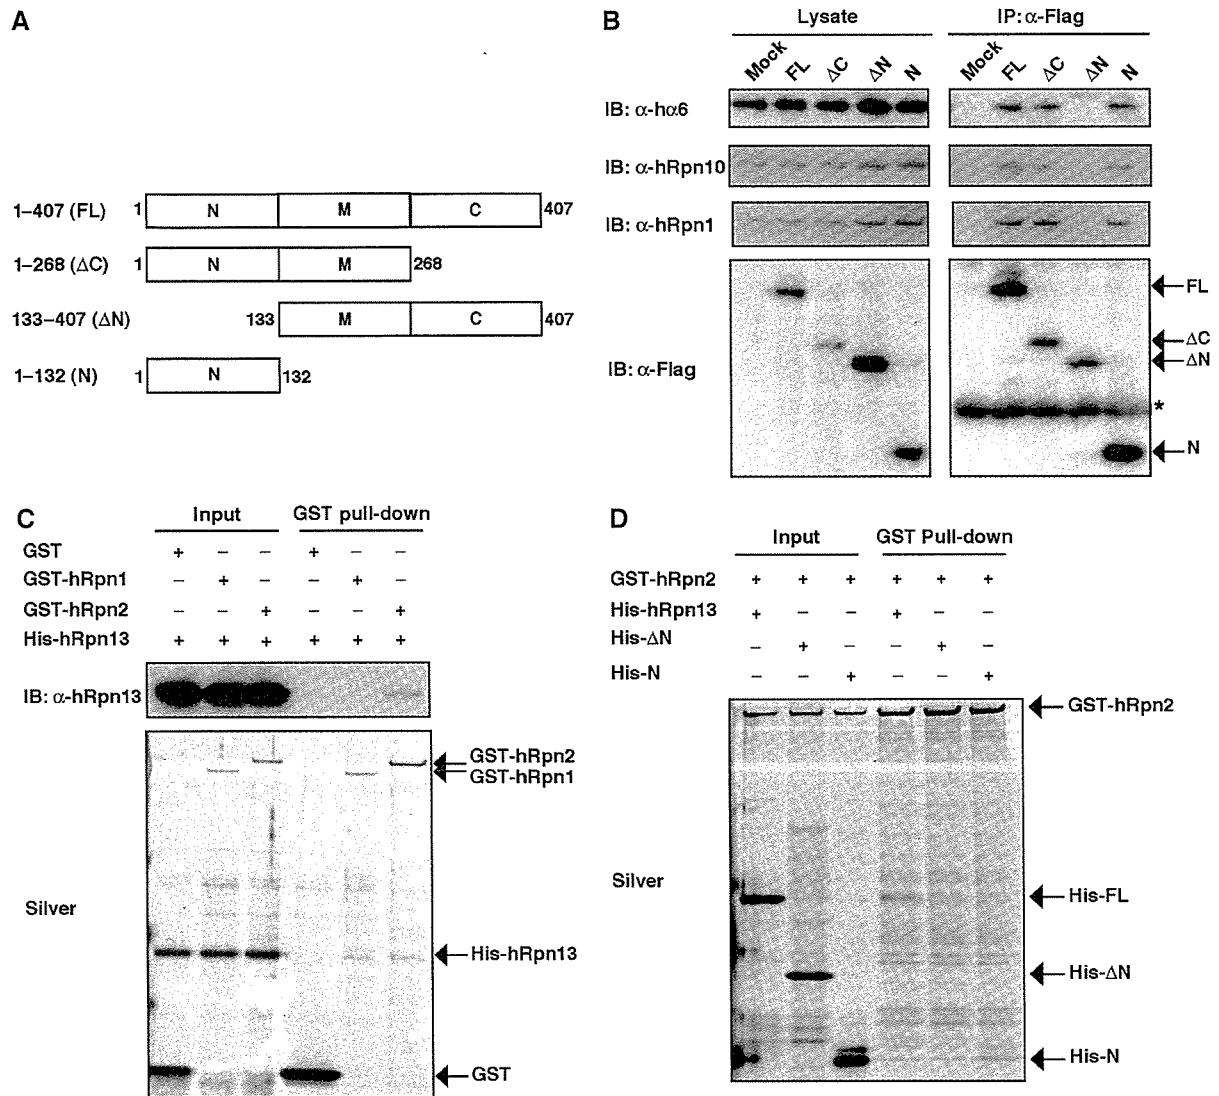 A
1–407 (FL) 1 N M C 407
1–268 (ΔC) 1 N M 268
133–407 (ΔN) 133 M C 407
1–132 (N) 1 N 132
B
Lysate IP: α-Flag
Mock FL ΔC ΔN N Mock FL ΔC ΔN N
IB: α-hα6
IB: α-hRpn10
IB: α-hRpn1
IB: α-Flag
FL
ΔC
ΔN
*
N
C
Input GST pull-down
GST + – – + – –
GST-hRpn1 – + – – + –
GST-hRpn2 – – + – – +
His-hRpn13 + + + + + +
IB: α-hRpn13
GST-hRpn2
GST-hRpn1
Silver
His-hRpn13
GST
D
Input GST Pull-down
GST-hRpn2 + + + + + +
His-hRpn13 + – – + – –
His-ΔN – + – – + –
His-N – – + – – +
GST-hRpn2
Silver
His-FL
His-ΔN
His-N